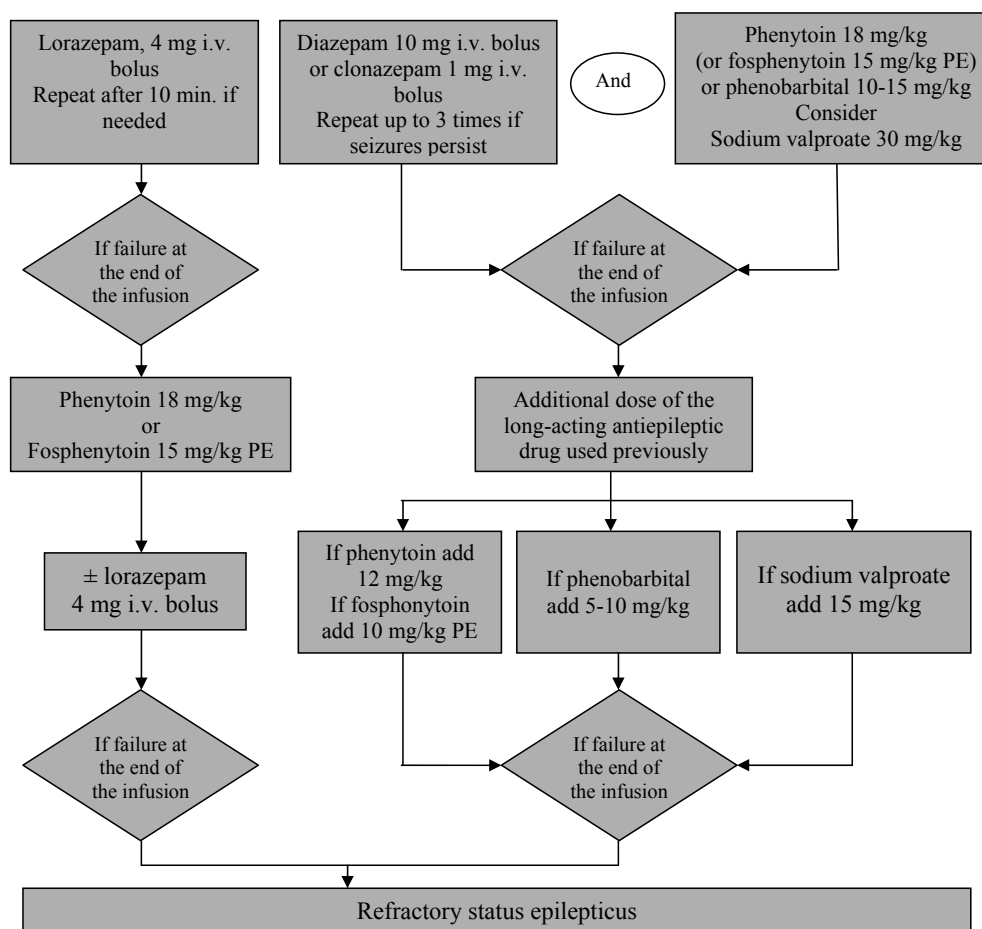 Lorazepam, 4 mg i.v.
bolus
Repeat after 10 min. if
needed
Diazepam 10 mg i.v. bolus
or clonazepam 1 mg i.v.
bolus
Repeat up to 3 times if
seizures persist
And
Phenytoin 18 mg/kg
(or fosphenytoin 15 mg/kg PE)
or phenobarbital 10-15 mg/kg
Consider
Sodium valproate 30 mg/kg
If failure at
the end of
the infusion
If failure at
the end of
the infusion
Phenytoin 18 mg/kg
or
Fosphenytoin 15 mg/kg PE
Additional dose of the
long-acting antiepileptic
drug used previously
± lorazepam
4 mg i.v. bolus
If phenytoin add
12 mg/kg
If fosphonytoin
add 10 mg/kg PE
If phenobarbital
add 5-10 mg/kg
If sodium valproate
add 15 mg/kg
If failure at
the end of
the infusion
If failure at
the end of
the infusion
Refractory status epilepticus